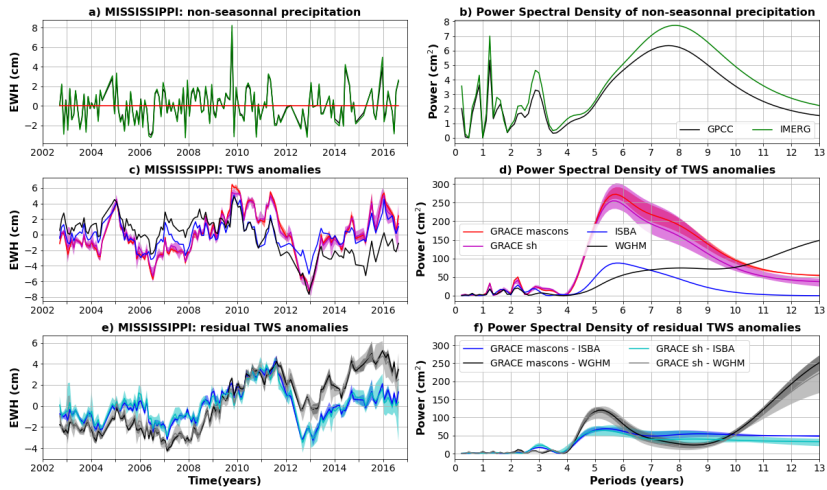 a) MISSISSIPPI: non-seasonal precipitation
EWH (cm)
8
6
4
2
0
−2
2002 2004 2006 2008 2010 2012 2014 2016
b) Power Spectral Density of non-seasonal precipitation
Power (cm²)
8
7
6
5
4
3
2
1
0
GPCC IMERG
0 1 2 3 4 5 6 7 8 9 10 11 12 13
c) MISSISSIPPI: TWS anomalies
EWH (cm)
6
4
2
0
−2
−4
−6
−8
2002 2004 2006 2008 2010 2012 2014 2016
d) Power Spectral Density of TWS anomalies
Power (cm²)
300
250
200
150
100
50
0
GRACE mascons ISBA
GRACE sh WGHM
0 1 2 3 4 5 6 7 8 9 10 11 12 13
e) MISSISSIPPI: residual TWS anomalies
EWH (cm)
6
4
2
0
−2
−4
2002 2004 2006 2008 2010 2012 2014 2016
Time(years)
f) Power Spectral Density of residual TWS anomalies
Power (cm²)
300
250
200
150
100
50
0
GRACE mascons - ISBA GRACE sh - ISBA
GRACE mascons - WGHM GRACE sh - WGHM
0 1 2 3 4 5 6 7 8 9 10 11 12 13
Periods (years)